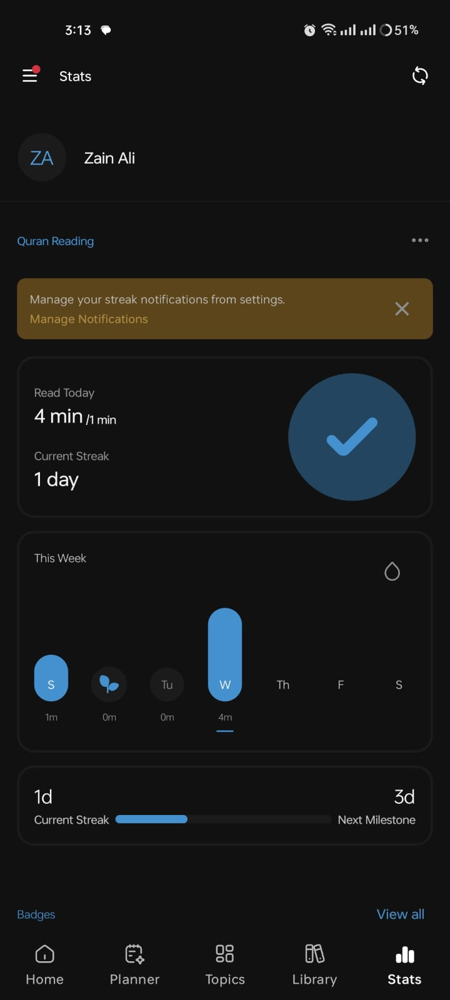 3:13
51%
Stats
ZA
Zain Ali
Quran Reading
Manage your streak notifications from settings.
Manage Notifications
Read Today
4 min /1 min
Current Streak
1 day
This Week
S Tu W Th F S
1m 0m 0m 4m
1d 3d
Current Streak Next Milestone
Badges View all
Home Planner Topics Library Stats